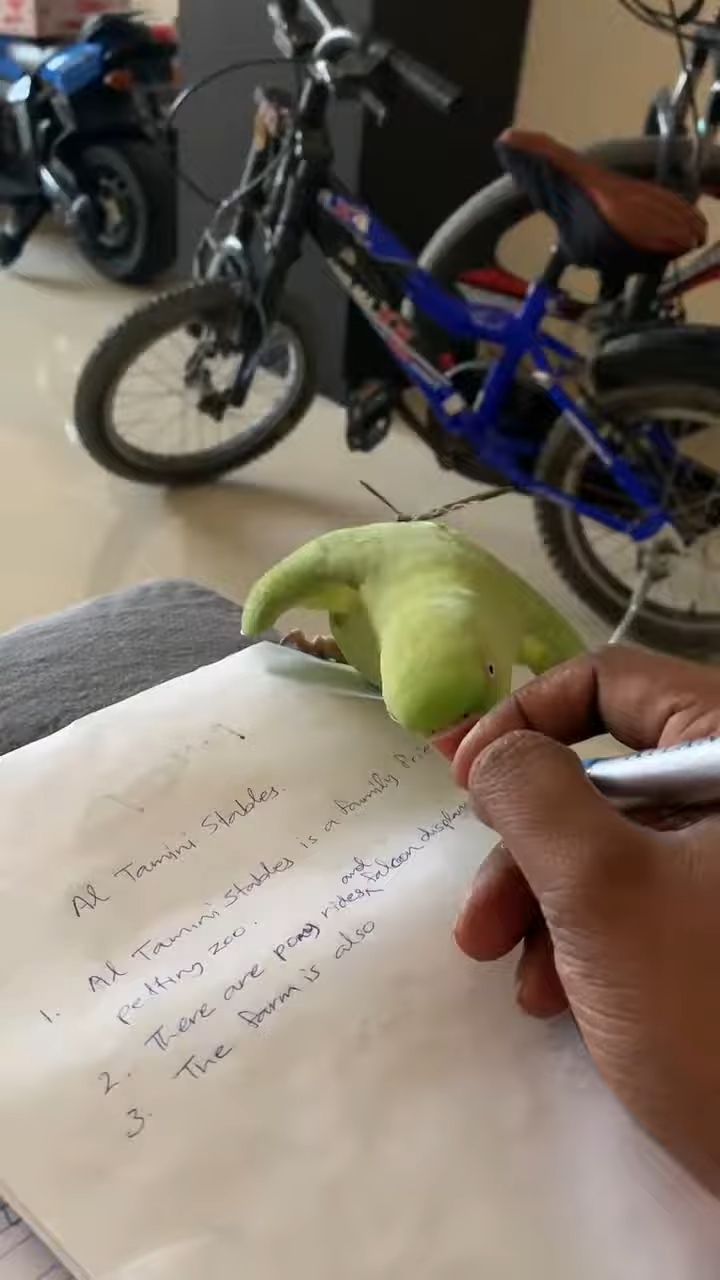 Al Tamini Stables.
1. Al Tamini Stables is a family
petting zoo.
and
2. There are pony rides falcon display
3. The farm is also